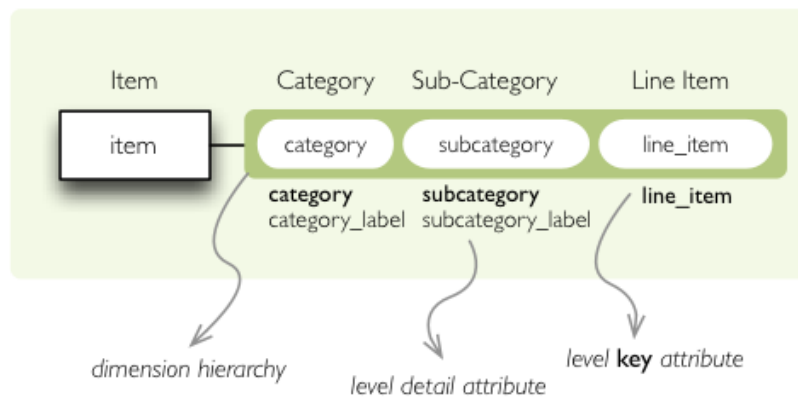 Item Category Sub-Category Line Item
item category subcategory line_item
category subcategory line_item
category_label subcategory_label
dimension hierarchy
level detail attribute
level key attribute